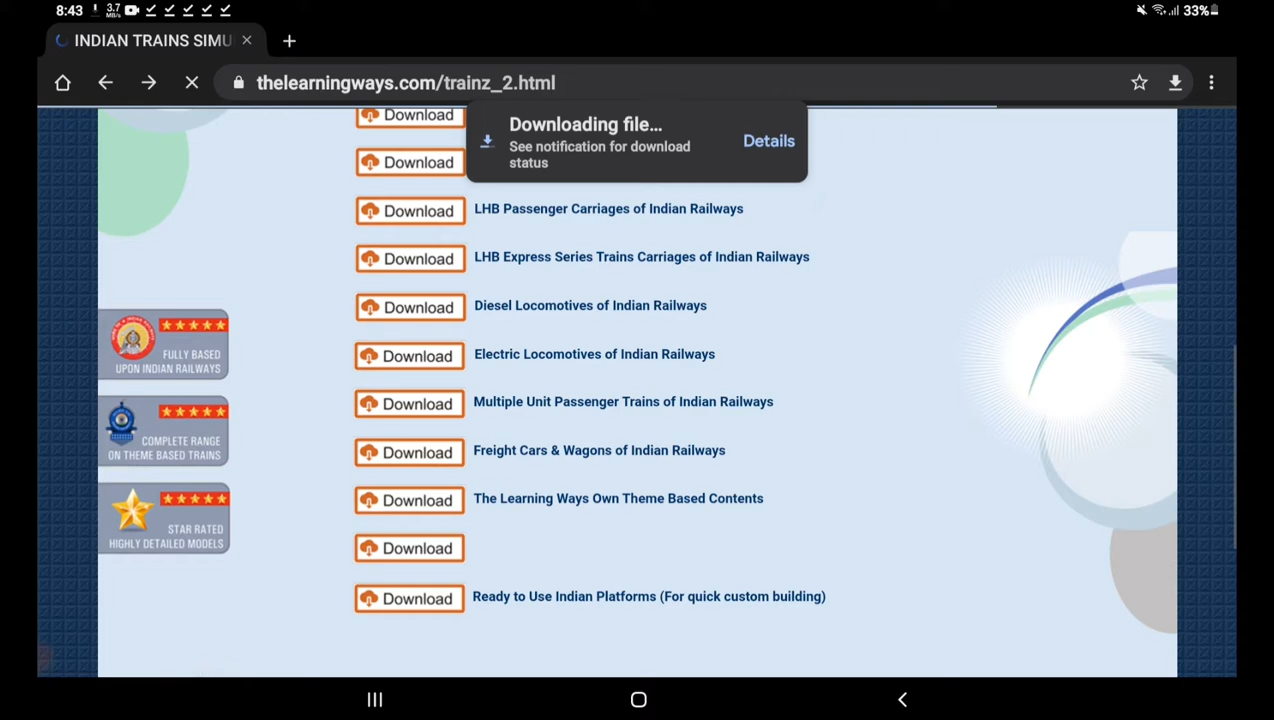 8:43
3.7
MB/s
33%
INDIAN TRAINS SIMU
thelearningways.com/trainz_2.html
Download
Downloading file...
See notification for download
status
Details
Download
Download LHB Passenger Carriages of Indian Railways
Download LHB Express Series Trains Carriages of Indian Railways
Download Diesel Locomotives of Indian Railways
FULLY BASED
UPON INDIAN RAILWAYS
Download Electric Locomotives of Indian Railways
Download Multiple Unit Passenger Trains of Indian Railways
COMPLETE RANGE
ON THEME BASED TRAINS
Download Freight Cars & Wagons of Indian Railways
Download The Learning Ways Own Theme Based Contents
STAR RATED
HIGHLY DETAILED MODELS
Download
Download Ready to Use Indian Platforms (For quick custom building)